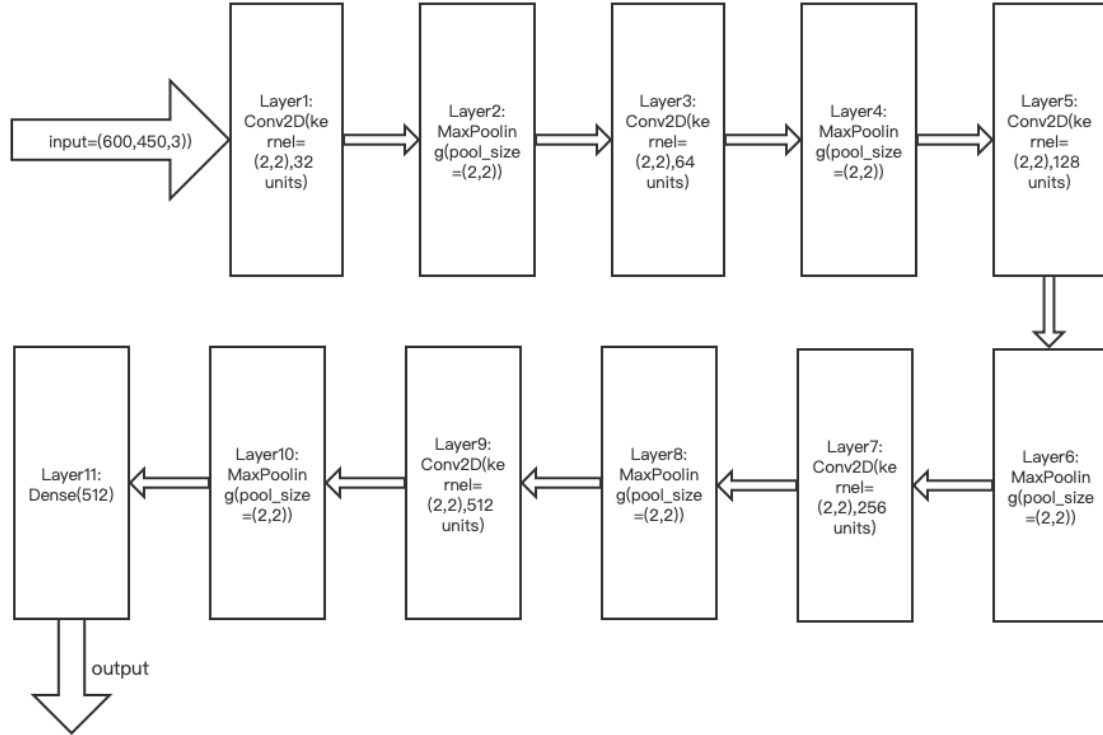 input=(600,450,3))
Layer1:
Conv2D(ke
rnel=
(2,2),32
units)
Layer2:
MaxPoolin
g(pool_size
=(2,2))
Layer3:
Conv2D(ke
rnel=
(2,2),64
units)
Layer4:
MaxPoolin
g(pool_size
=(2,2))
Layer5:
Conv2D(ke
rnel=
(2,2),128
units)
Layer6:
MaxPoolin
g(pool_size
=(2,2))
Layer7:
Conv2D(ke
rnel=
(2,2),256
units)
Layer8:
MaxPoolin
g(pool_size
=(2,2))
Layer9:
Conv2D(ke
rnel=
(2,2),512
units)
Layer10:
MaxPoolin
g(pool_size
=(2,2))
Layer11:
Dense(512)
output